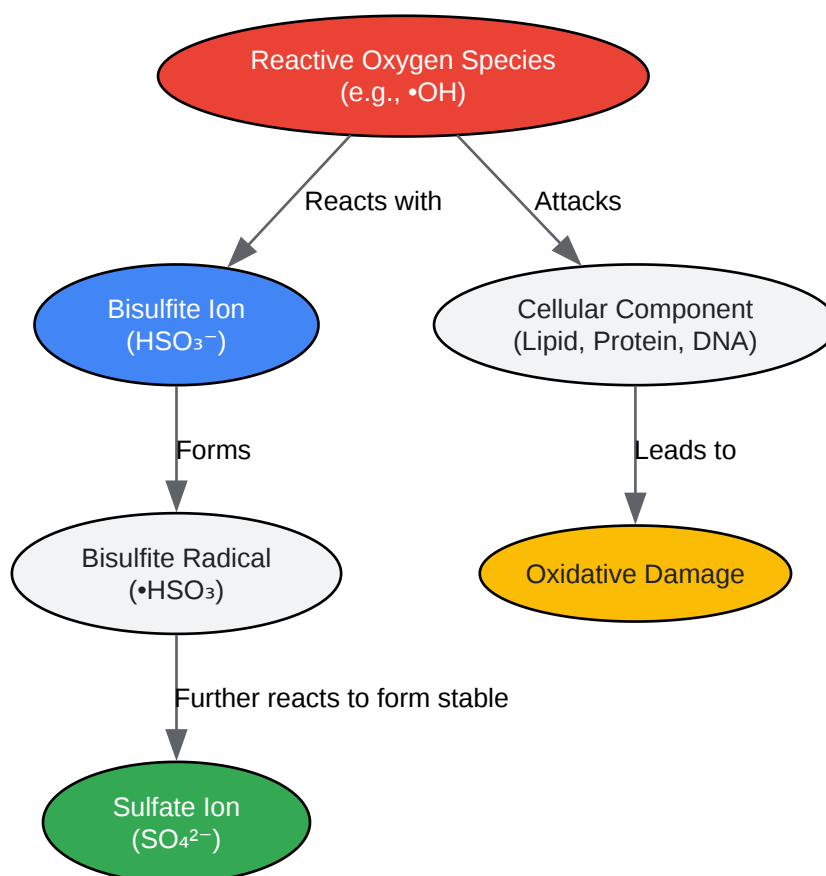 Reactive Oxygen Species
(e.g., •OH)
Reacts with
Attacks
Bisulfite Ion
(HSO₃⁻)
Cellular Component
(Lipid, Protein, DNA)
Forms
Leads to
Bisulfite Radical
(•HSO₃)
Oxidative Damage
Further reacts to form stable
Sulfate Ion
(SO₄²⁻)